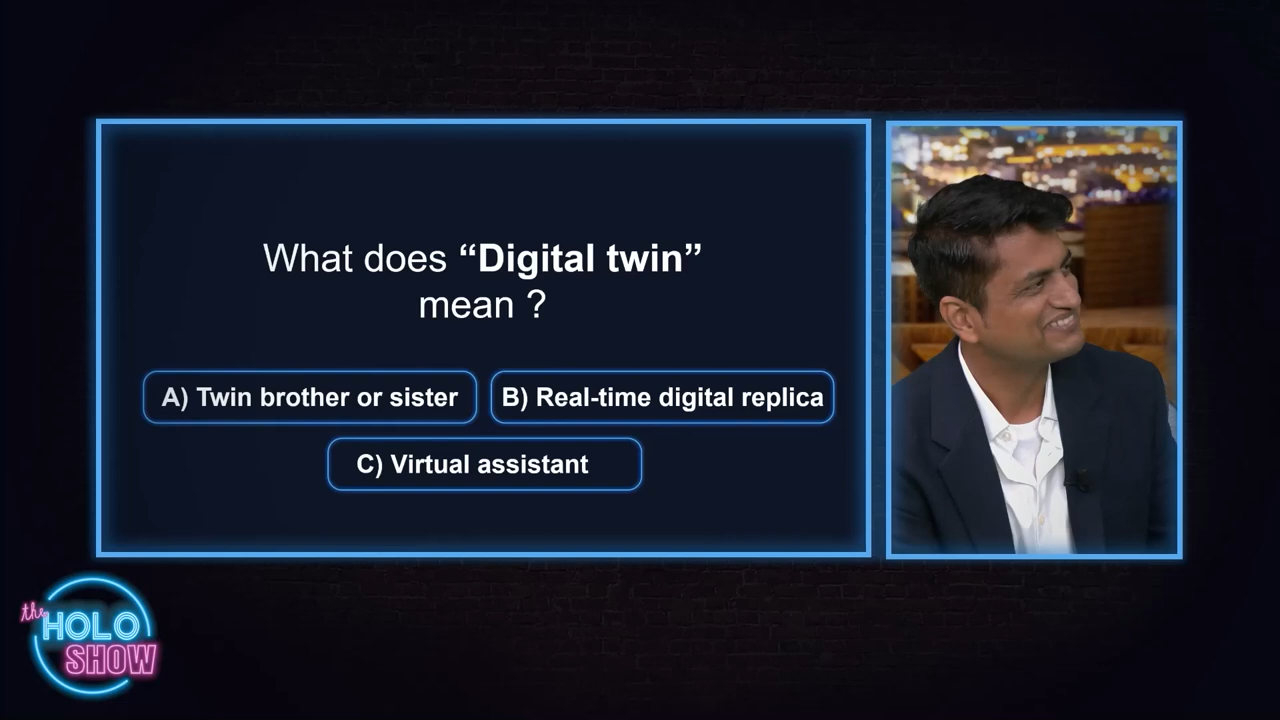 What does “Digital twin”
mean ?
A) Twin brother or sister
B) Real-time digital replica
C) Virtual assistant
the
HOLO
SHOW